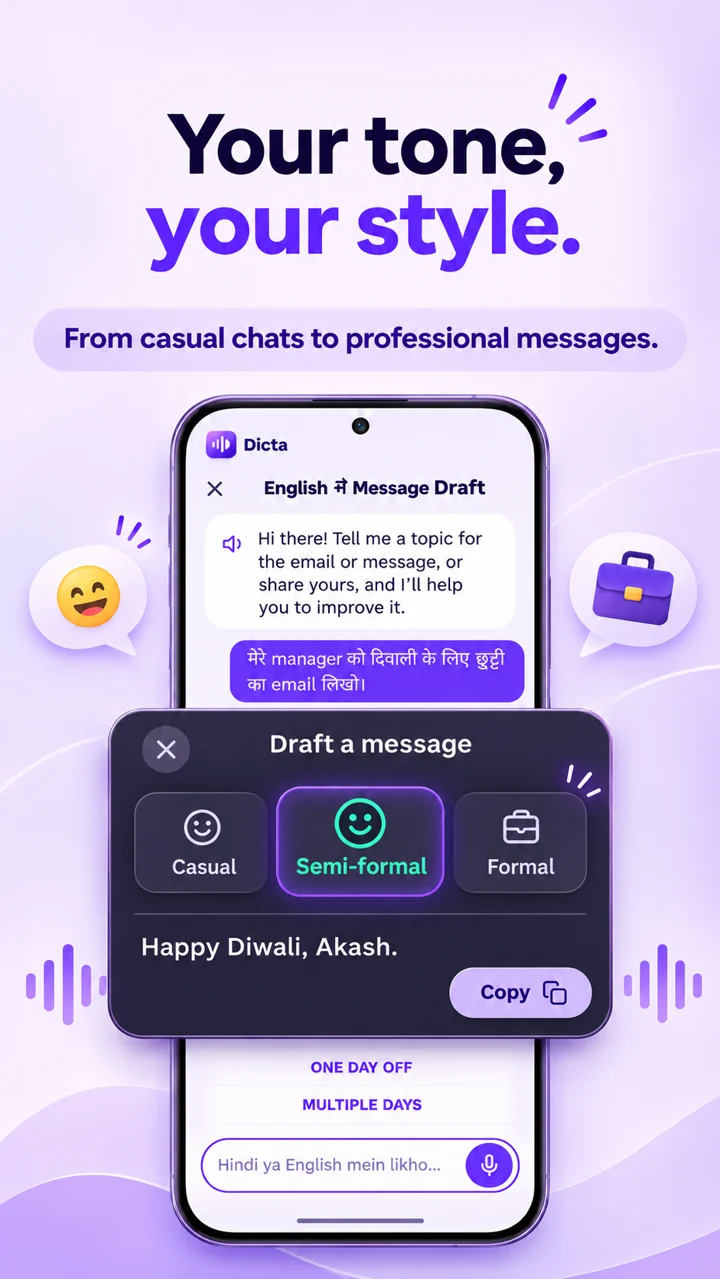 Your tone,
your style.
From casual chats to professional messages.
Dicta
English में Message Draft
Hi there! Tell me a topic for
the email or message, or
share yours, and I'll help
you to improve it.
मेरे manager को दिवाली के लिए छुट्टी
का email लिखो।
Draft a message
Casual
Semi-formal
Formal
Happy Diwali, Akash.
Copy
ONE DAY OFF
MULTIPLE DAYS
Hindi ya English mein likho...